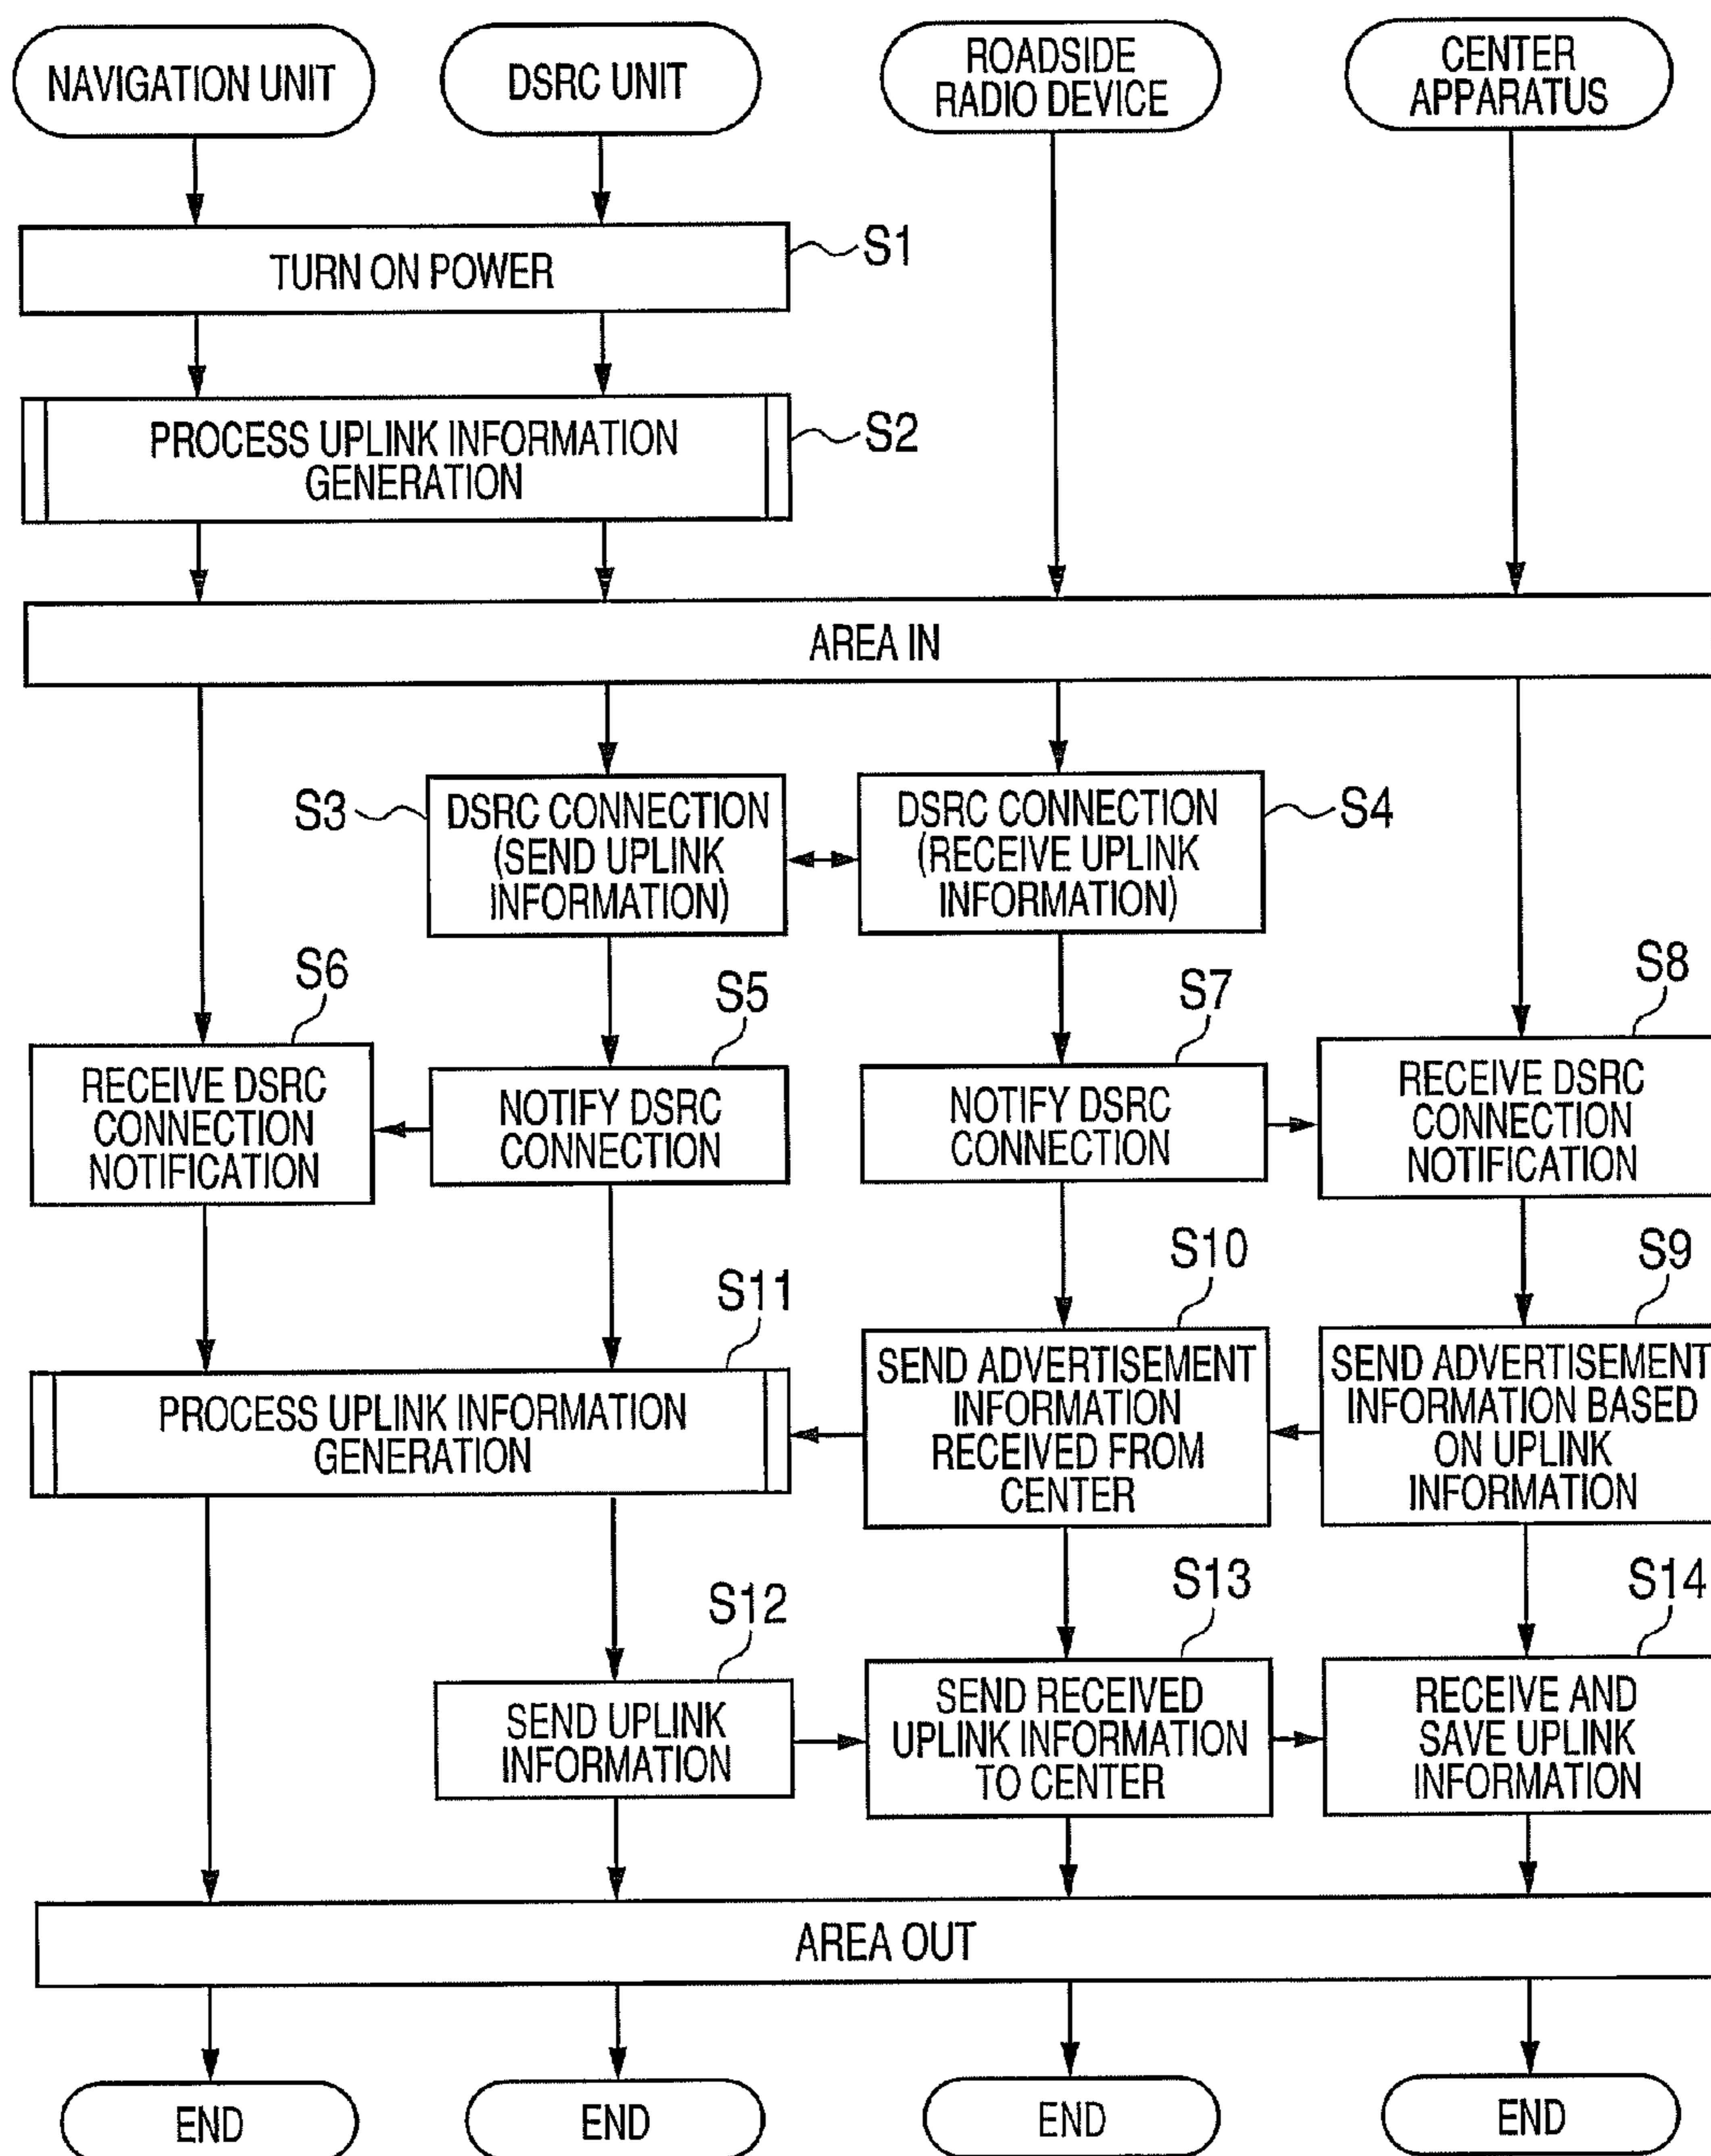 NAVIGATION UNIT
DSRC UNIT
ROADSIDE
RADIO DEVICE
CENTER
APPARATUS
TURN ON POWER
S1
PROCESS UPLINK INFORMATION
GENERATION
S2
AREA IN
S3
DSRC CONNECTION
(SEND UPLINK
INFORMATION)
DSRC CONNECTION
(RECEIVE UPLINK
INFORMATION)
S4
S6
RECEIVE DSRC
CONNECTION
NOTIFICATION
S5
NOTIFY DSRC
CONNECTION
S7
NOTIFY DSRC
CONNECTION
S8
RECEIVE DSRC
CONNECTION
NOTIFICATION
S11
PROCESS UPLINK INFORMATION
GENERATION
S10
SEND ADVERTISEMENT
INFORMATION
RECEIVED FROM
CENTER
S9
SEND ADVERTISEMENT
INFORMATION BASED
ON UPLINK
INFORMATION
S12
SEND UPLINK
INFORMATION
S13
SEND RECEIVED
UPLINK INFORMATION
TO CENTER
S14
RECEIVE AND
SAVE UPLINK
INFORMATION
AREA OUT
END
END
END
END